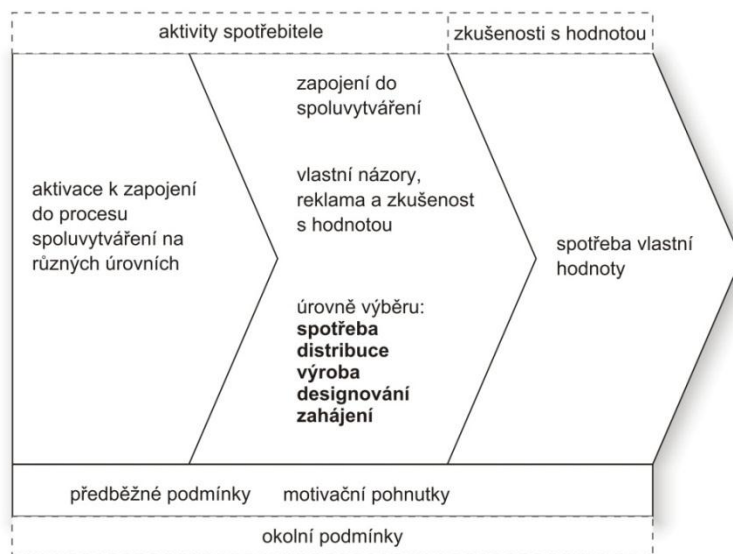 aktivity spotřebitele
zkušenosti s hodnotou
aktivace k zapojení
do procesu
spoluvytváření na
různých úrovních
zapojení do
spoluvytváření
vlastní názory,
reklama a zkušenost
s hodnotou
úrovně výběru:
spotřeba
distribuce
výroba
designování
zahájení
spotřeba vlastní
hodnoty
předběžné podmínky
motivační pohnutky
okolní podmínky